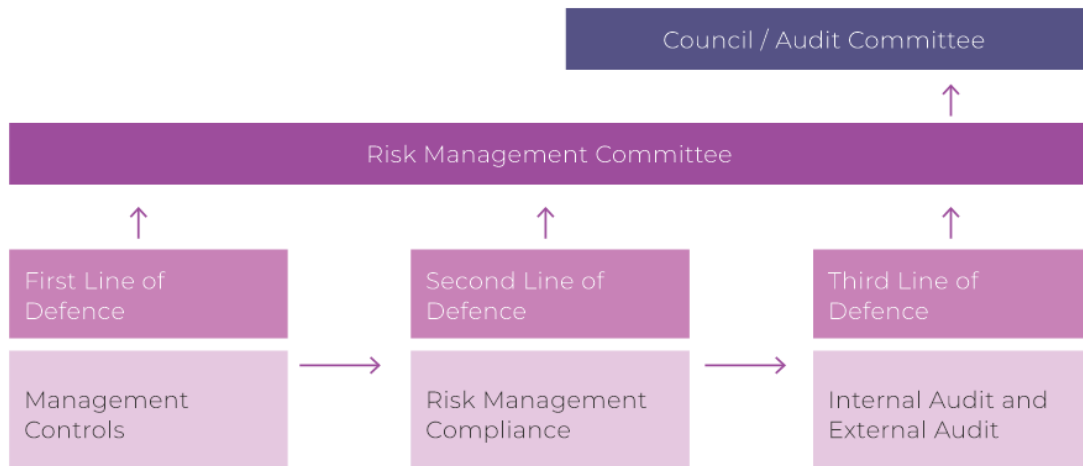 Council / Audit Committee
Risk Management Committee
First Line of
Defence
Second Line of
Defence
Third Line of
Defence
Management
Controls
Risk Management
Compliance
Internal Audit and
External Audit